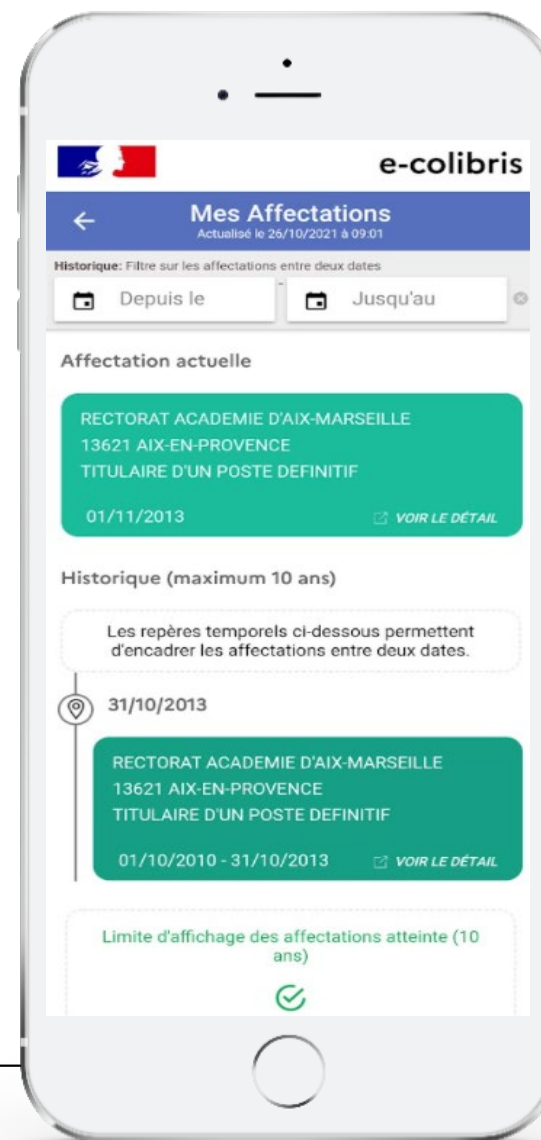 e-colibris
Mes Affectations
Actualisé le 26/10/2021 à 09:01
Historique: Filtre sur les affectations entre deux dates
Depuis le - Jusqu'au
Affectation actuelle
RECTORAT ACADEMIE D'AIX-MARSEILLE
13621 AIX-EN-PROVENCE
TITULAIRE D'UN POSTE DEFINITIF
01/11/2013 VOIR LE DÉTAIL
Historique (maximum 10 ans)
Les repères temporels ci-dessous permettent
d'encadrer les affectations entre deux dates.
31/10/2013
RECTORAT ACADEMIE D'AIX-MARSEILLE
13621 AIX-EN-PROVENCE
TITULAIRE D'UN POSTE DEFINITIF
01/10/2010 - 31/10/2013 VOIR LE DÉTAIL
Limite d'affichage des affectations atteinte (10
ans)